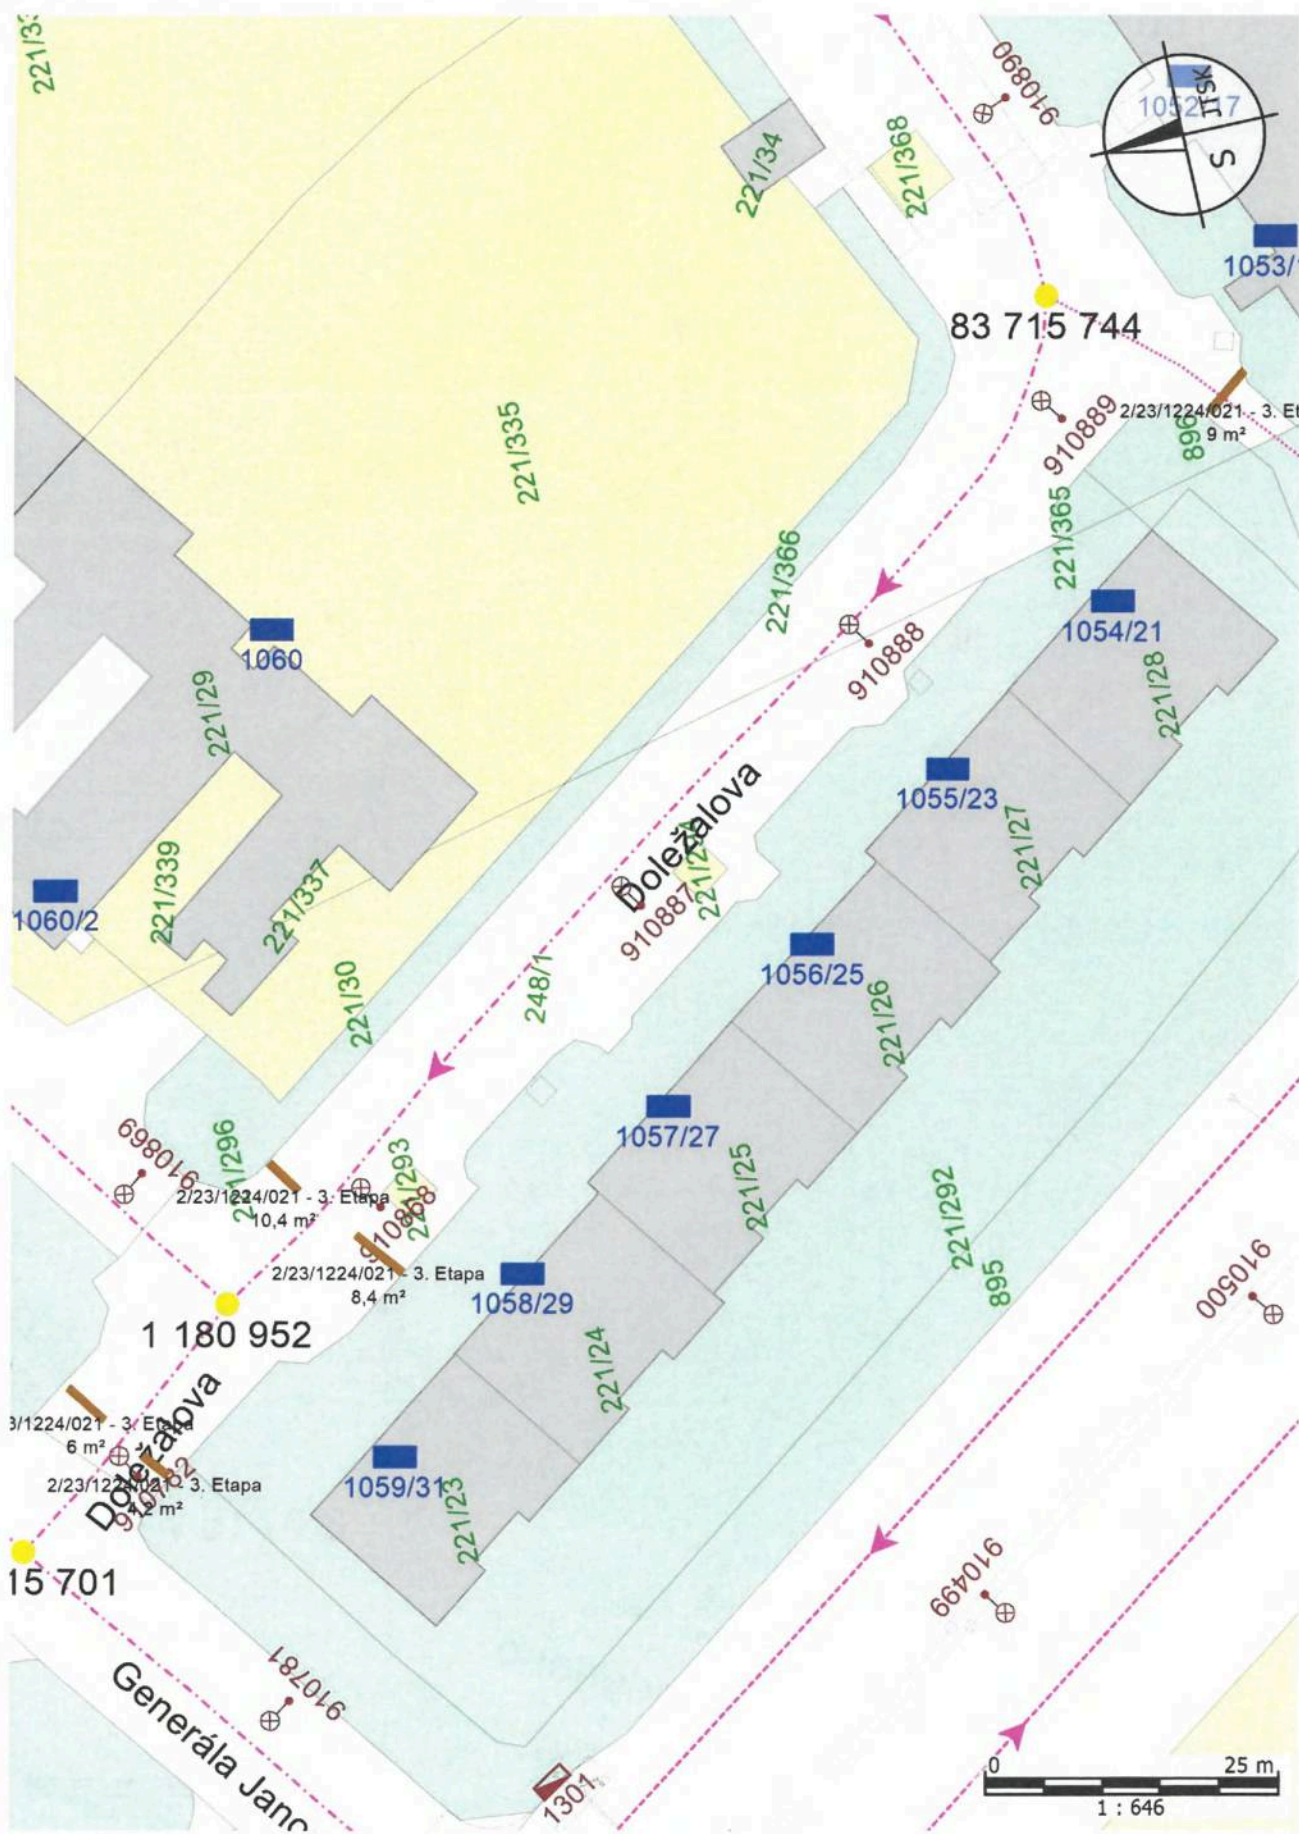 221/34
221/368
910890
1052/17
JTSK
S
1053/
83 715 744
910889
2/23/1224/021 - 3. Et
9 m²
896
221/335
221/365
221/366
1054/21
1060
910888
221/28
221/29
1055/23
Doležalova
221/27
221/339
221/337
1060/2
910887
1056/25
221/30
248/1
221/26
1057/27
910869
221/296
221/293
2/23/1224/021 - 3. Etapa
10,4 m²
910868
221/25
221/292
2/23/1224/021 - 3. Etapa
8,4 m²
1058/29
895
910500
1 180 952
221/24
Doležalova
3/1224/021 - 3. Etapa
6 m²
2/23/1224/021 - 3. Etapa
4,2 m²
910782
1059/31
221/23
15 701
910499
910781
Generála Jano
1301
0 25 m
1 : 646